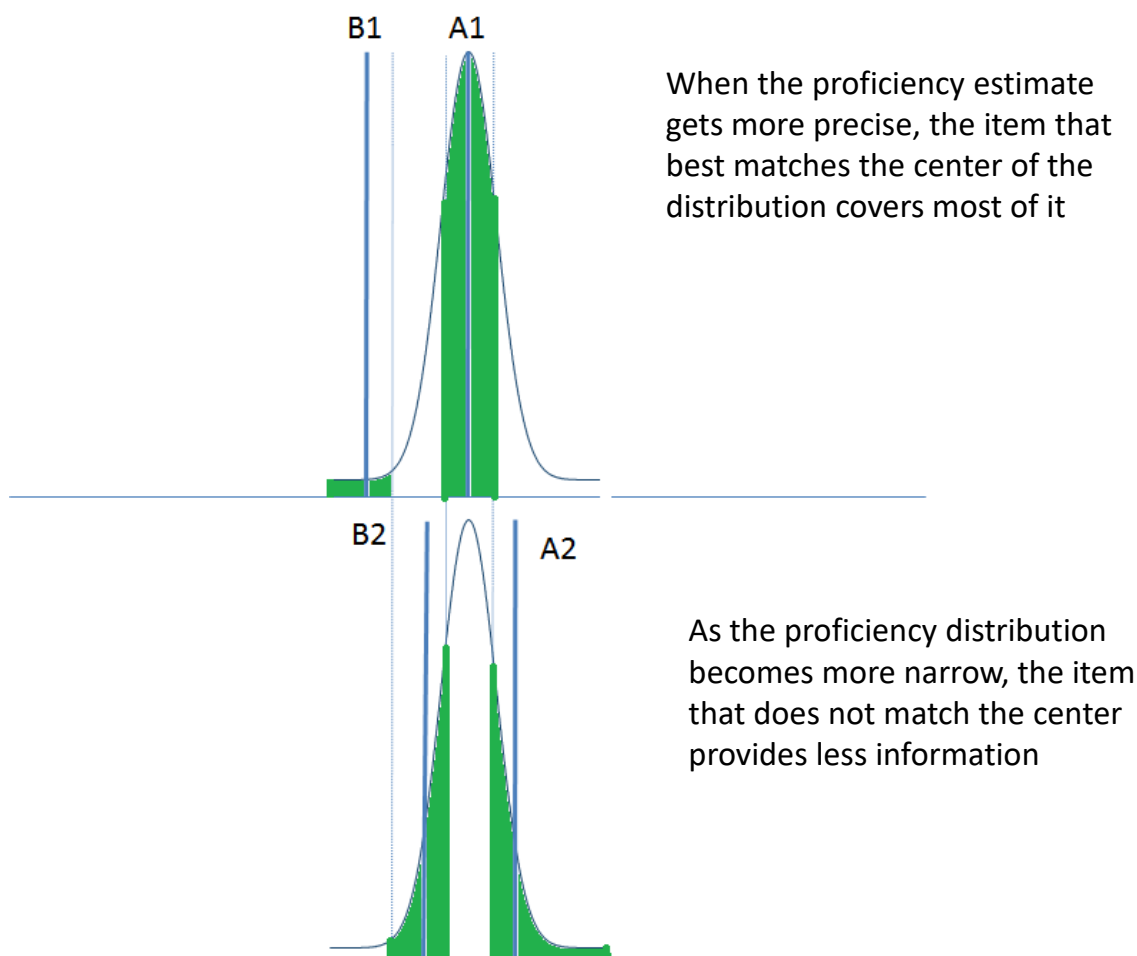 B1
A1
When the proficiency estimate
gets more precise, the item that
best matches the center of the
distribution covers most of it
B2
A2
As the proficiency distribution
becomes more narrow, the item
that does not match the center
provides less information